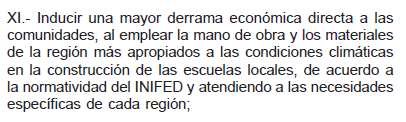 XI.- Inducir una mayor derrama económica directa a las
comunidades, al emplear la mano de obra y los materiales
de la región más apropiados a las condiciones climáticas
en la construcción de las escuelas locales, de acuerdo a
la normatividad del INIFED y atendiendo a las necesidades
específicas de cada región;